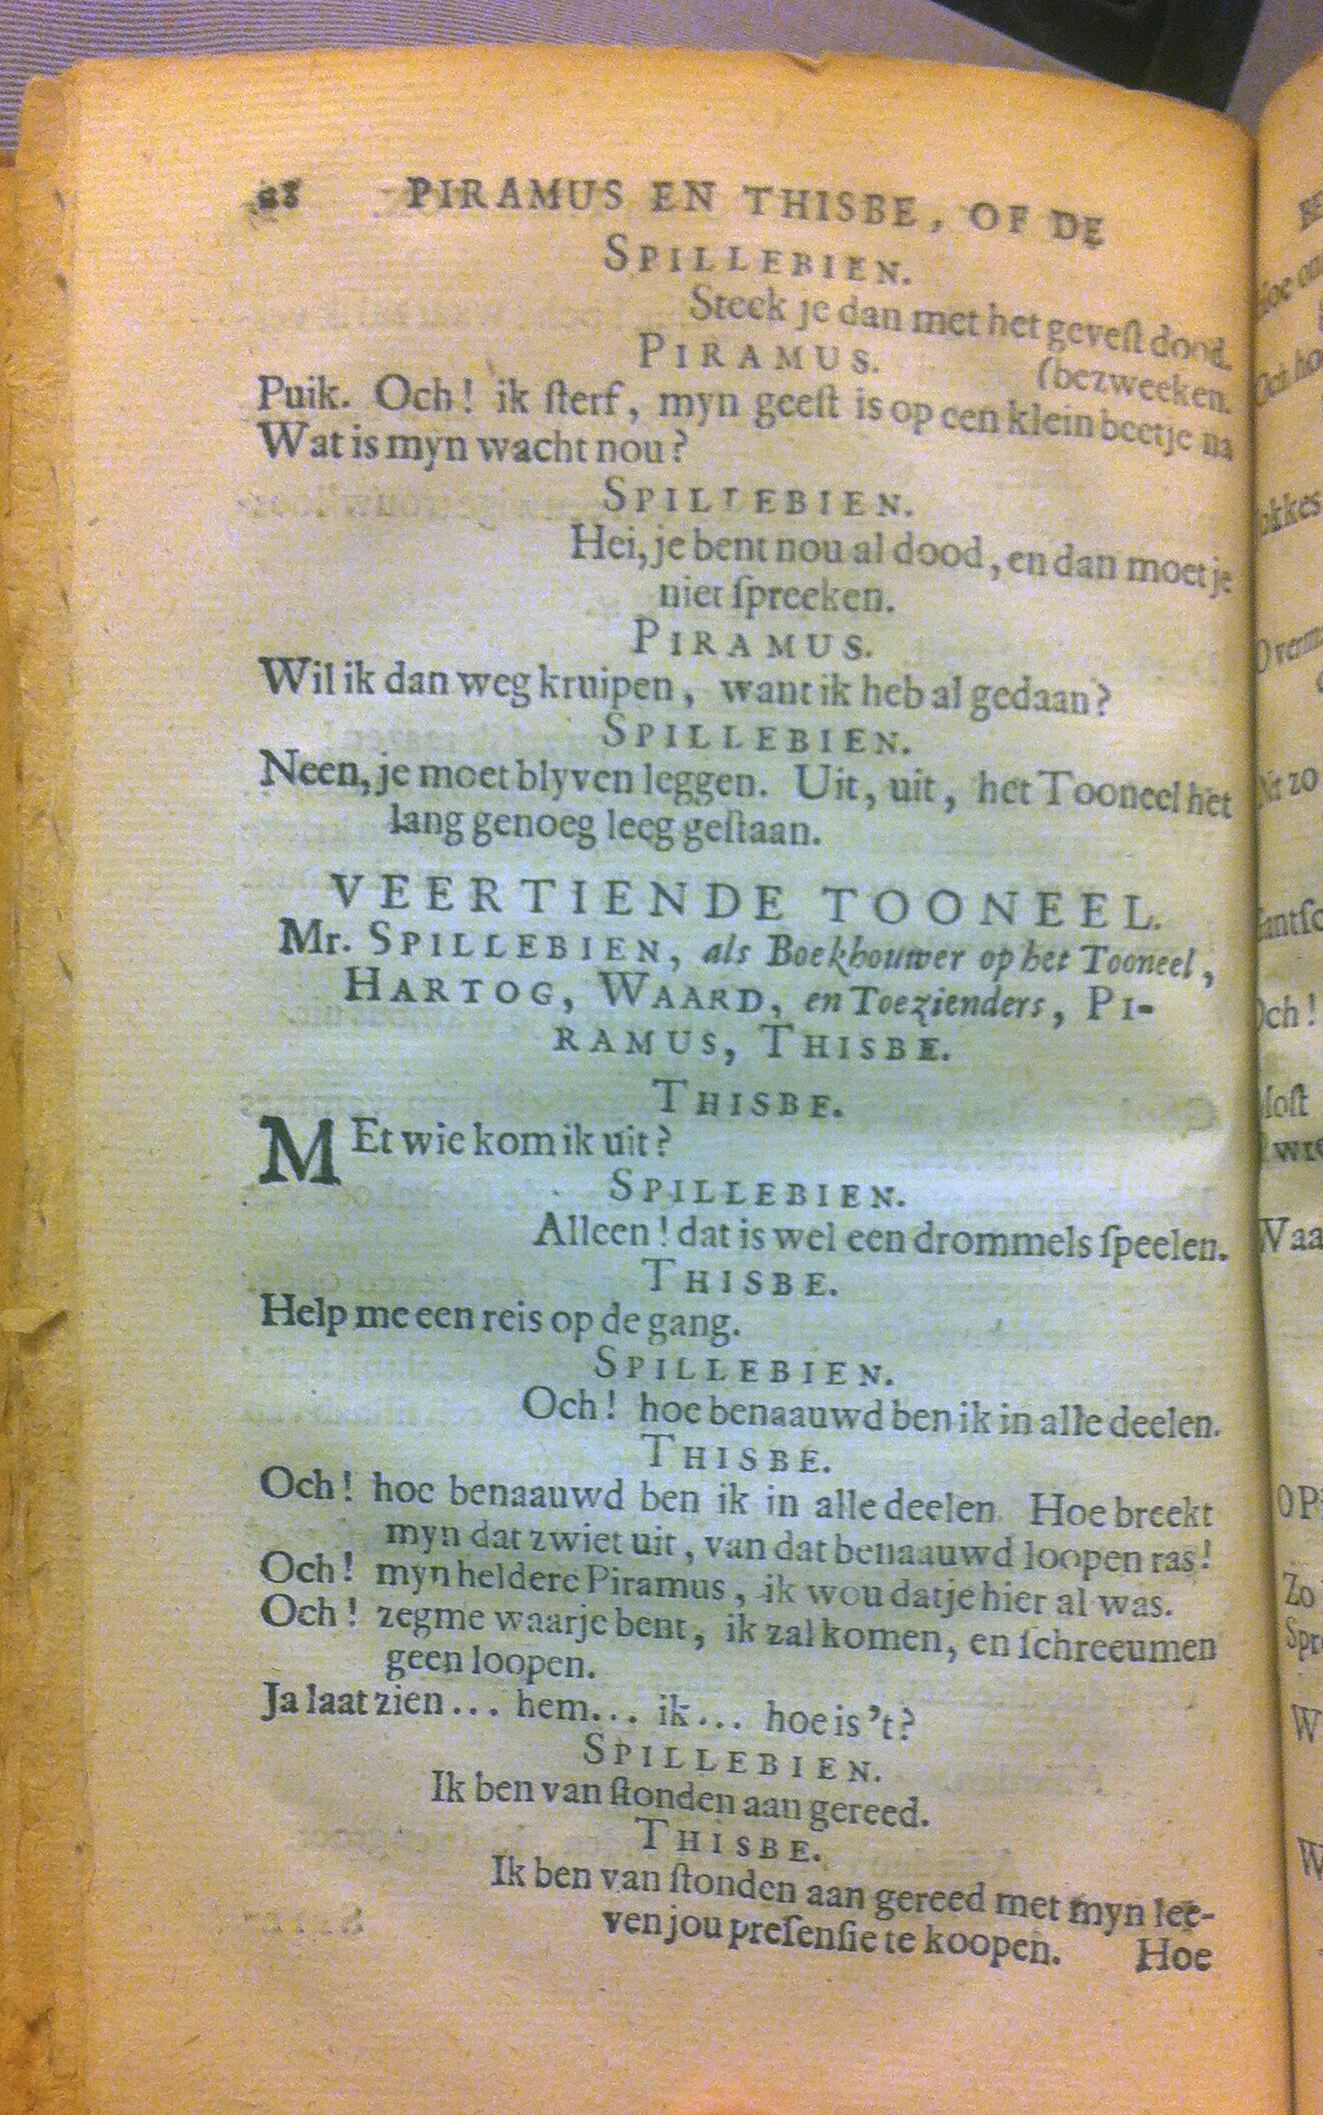 28 PIRAMUS EN THISBE, OF DE
SPILLEBIEN.
Steek je dan met het geveſt dood.
PIRAMUS. (bezweeken.
Puik. Och! ik ſterf, myn geeſt is op een klein beetje na
Wat is myn wacht nou?
SPILLEBIEN.
Hei, je bent nou al dood, en dan moet je
niet ſpreeken.
PIRAMUS.
Wil ik dan weg kruipen, want ik heb al gedaan?
SPILLEBIEN.
Neen, je moet blyven leggen. Uit, uit, het Tooneel het
lang genoeg leeg geſtaan.
VEERTIENDE TOONEEL.
Mr. SPILLEBIEN, als Boekhouwer op het Tooneel,
HARTOG, WAARD, en Toezienders, PI-
RAMUS, THISBE.
THISBE.
MEt wie kom ik uit?
SPILLEBIEN.
Alleen! dat is wel een drommels ſpeelen.
THISBE.
Help me een reis op de gang.
SPILLEBIEN.
Och! hoe benaauwd ben ik in alle deelen.
THISBE.
Och! hoe benaauwd ben ik in alle deelen. Hoe breekt
myn dat zwiet uit, van dat benaauwd loopen ras!
Och! myn heldere Piramus, ik wou datje hier al was.
Och! zegme waarje bent, ik zal komen, en ſchreeumen
geen loopen.
Ja laat zien... hem... ik... hoe is 't?
SPILLEBIEN.
Ik ben van ſtonden aan gereed.
THISBE.
Ik ben van ſtonden aan gereed met myn lee-
ven jou preſenſie te koopen. Hoe